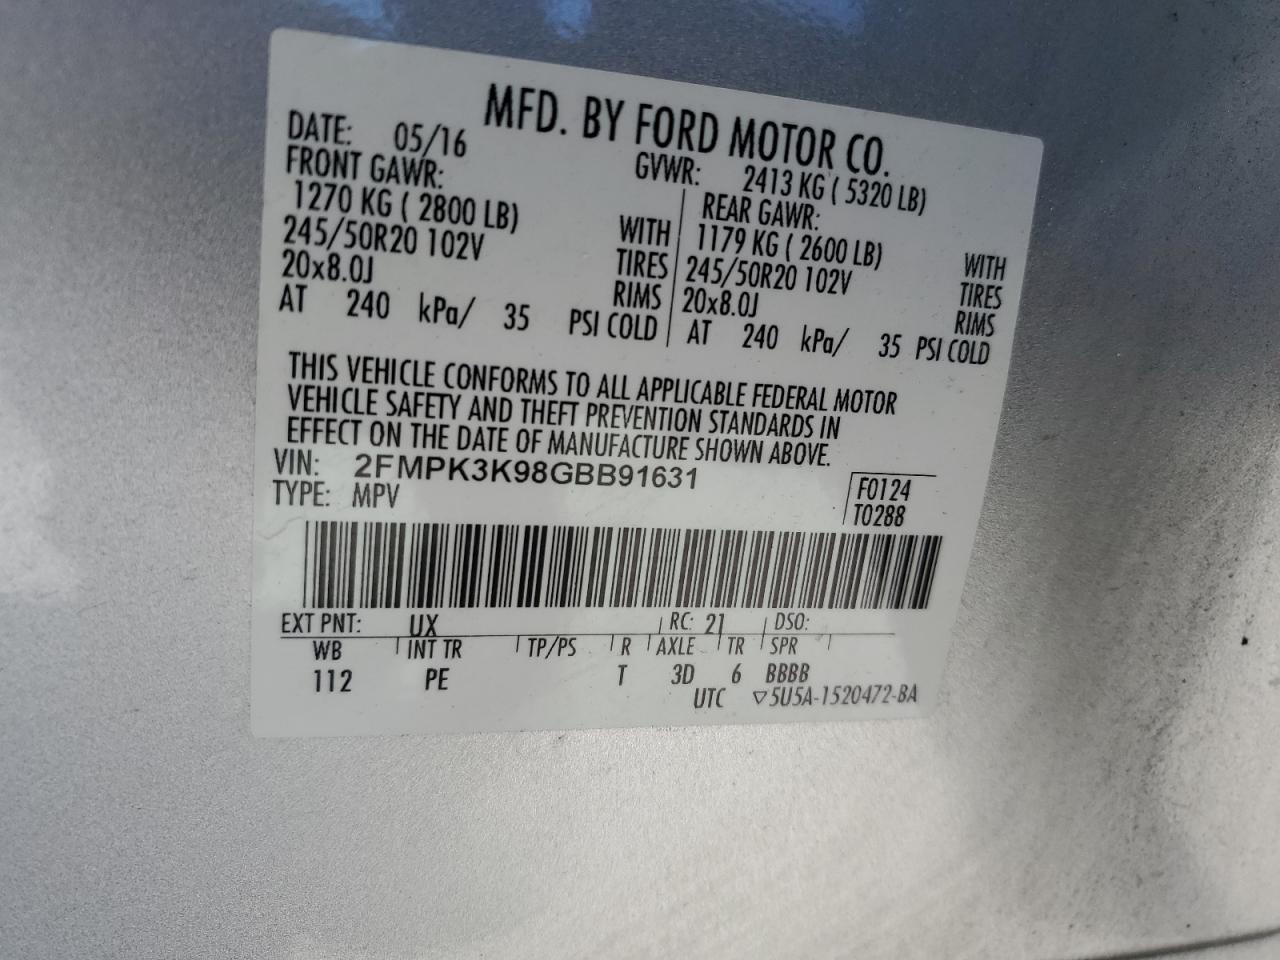 MFD. BY FORD MOTOR CO.
DATE: 05/16 GVWR: 2413 KG ( 5320 LB)
FRONT GAWR: REAR GAWR:
1270 KG ( 2800 LB) WITH 1179 KG ( 2600 LB) WITH
245/50R20 102V TIRES 245/50R20 102V TIRES
20x8.0J RIMS 20x8.0J RIMS
AT 240 kPa/ 35 PSI COLD AT 240 kPa/ 35 PSI COLD
THIS VEHICLE CONFORMS TO ALL APPLICABLE FEDERAL MOTOR
VEHICLE SAFETY AND THEFT PREVENTION STANDARDS IN
EFFECT ON THE DATE OF MANUFACTURE SHOWN ABOVE.
VIN: 2FMPK3K98GBB91631
TYPE: MPV F0124
T0288
EXT PNT: UX RC: 21 DSO:
WB INT TR TP/PS R AXLE TR SPR
112 PE T 3D 6 BBBB
UTC ▽5U5A-1520472-BA